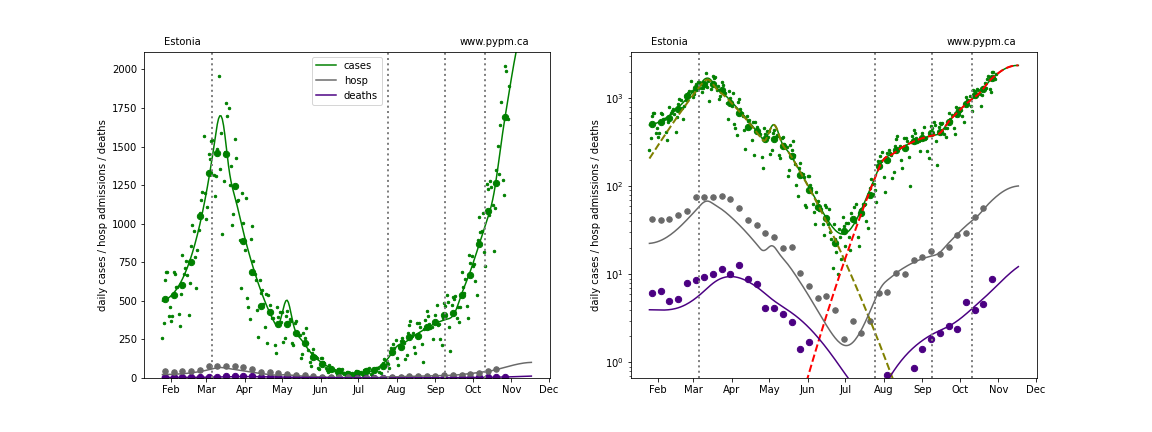 Estonia www.pypm.ca
cases
hosp
deaths
daily cases / hosp admissions / deaths
2000
1750
1500
1250
1000
750
500
250
0
Feb Mar Apr May Jun Jul Aug Sep Oct Nov Dec
Estonia www.pypm.ca
daily cases / hosp admissions / deaths
10³
10²
10¹
10⁰
Feb Mar Apr May Jun Jul Aug Sep Oct Nov Dec